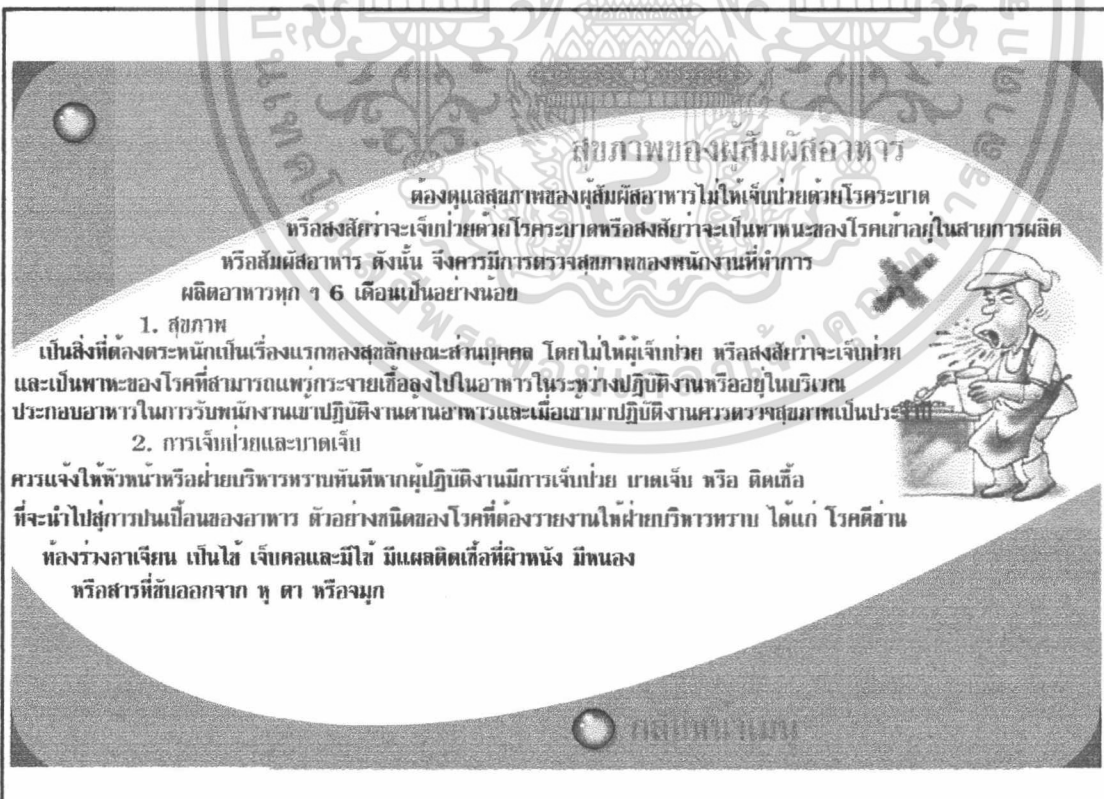 สุขภาพของผู้สัมผัสอาหาร
ต้องดูแลสุขภาพของผู้สัมผัสอาหารไม่ให้เจ็บป่วยด้วยโรคระบาด
หรือสงสัยว่าจะเจ็บป่วยด้วยโรคระบาดหรือสงสัยว่าจะเป็นพาหนะของโรคเข้าอยู่ในสายการผลิต
หรือสัมผัสอาหาร ดังนั้น จึงควรมีการตรวจสุขภาพของพนักงานที่ทำการ
ผลิตอาหารทุก ๆ 6 เดือนเป็นอย่างน้อย
1. สุขภาพ
เป็นสิ่งที่ต้องตระหนักเป็นเรื่องแรกของสุขลักษณะส่วนบุคคล โดยไม่ให้ผู้เจ็บป่วย หรือสงสัยว่าจะเจ็บป่วย
และเป็นพาหะของโรคที่สามารถแพร่กระจายเชื้อลงไปในอาหารในระหว่างปฏิบัติงานหรืออยู่ในบริเวณ
ประกอบอาหารในการรับพนักงานเข้าปฏิบัติงานด้านอาหารและเมื่อเข้ามาปฏิบัติงานควรตรวจสุขภาพเป็นประจำ
2. การเจ็บป่วยและบาดเจ็บ
ควรแจ้งให้หัวหน้าหรือฝ่ายบริหารทราบทันทีหากผู้ปฏิบัติงานมีการเจ็บป่วย บาดเจ็บ หรือ ติดเชื้อ
ที่จะนำไปสู่การปนเปื้อนของอาหาร ตัวอย่างชนิดของโรคที่ต้องรายงานให้ฝ่ายบริหารทราบ ได้แก่ โรคดีซ่าน
ท้องร่วงอาเจียน เป็นไข้ เจ็บคอและมีไข้ มีแผลติดเชื้อที่ผิวหนัง มีหนอง
หรือสารที่ขับออกจาก หู ตา หรือจมูก
กลับหน้าเมนู